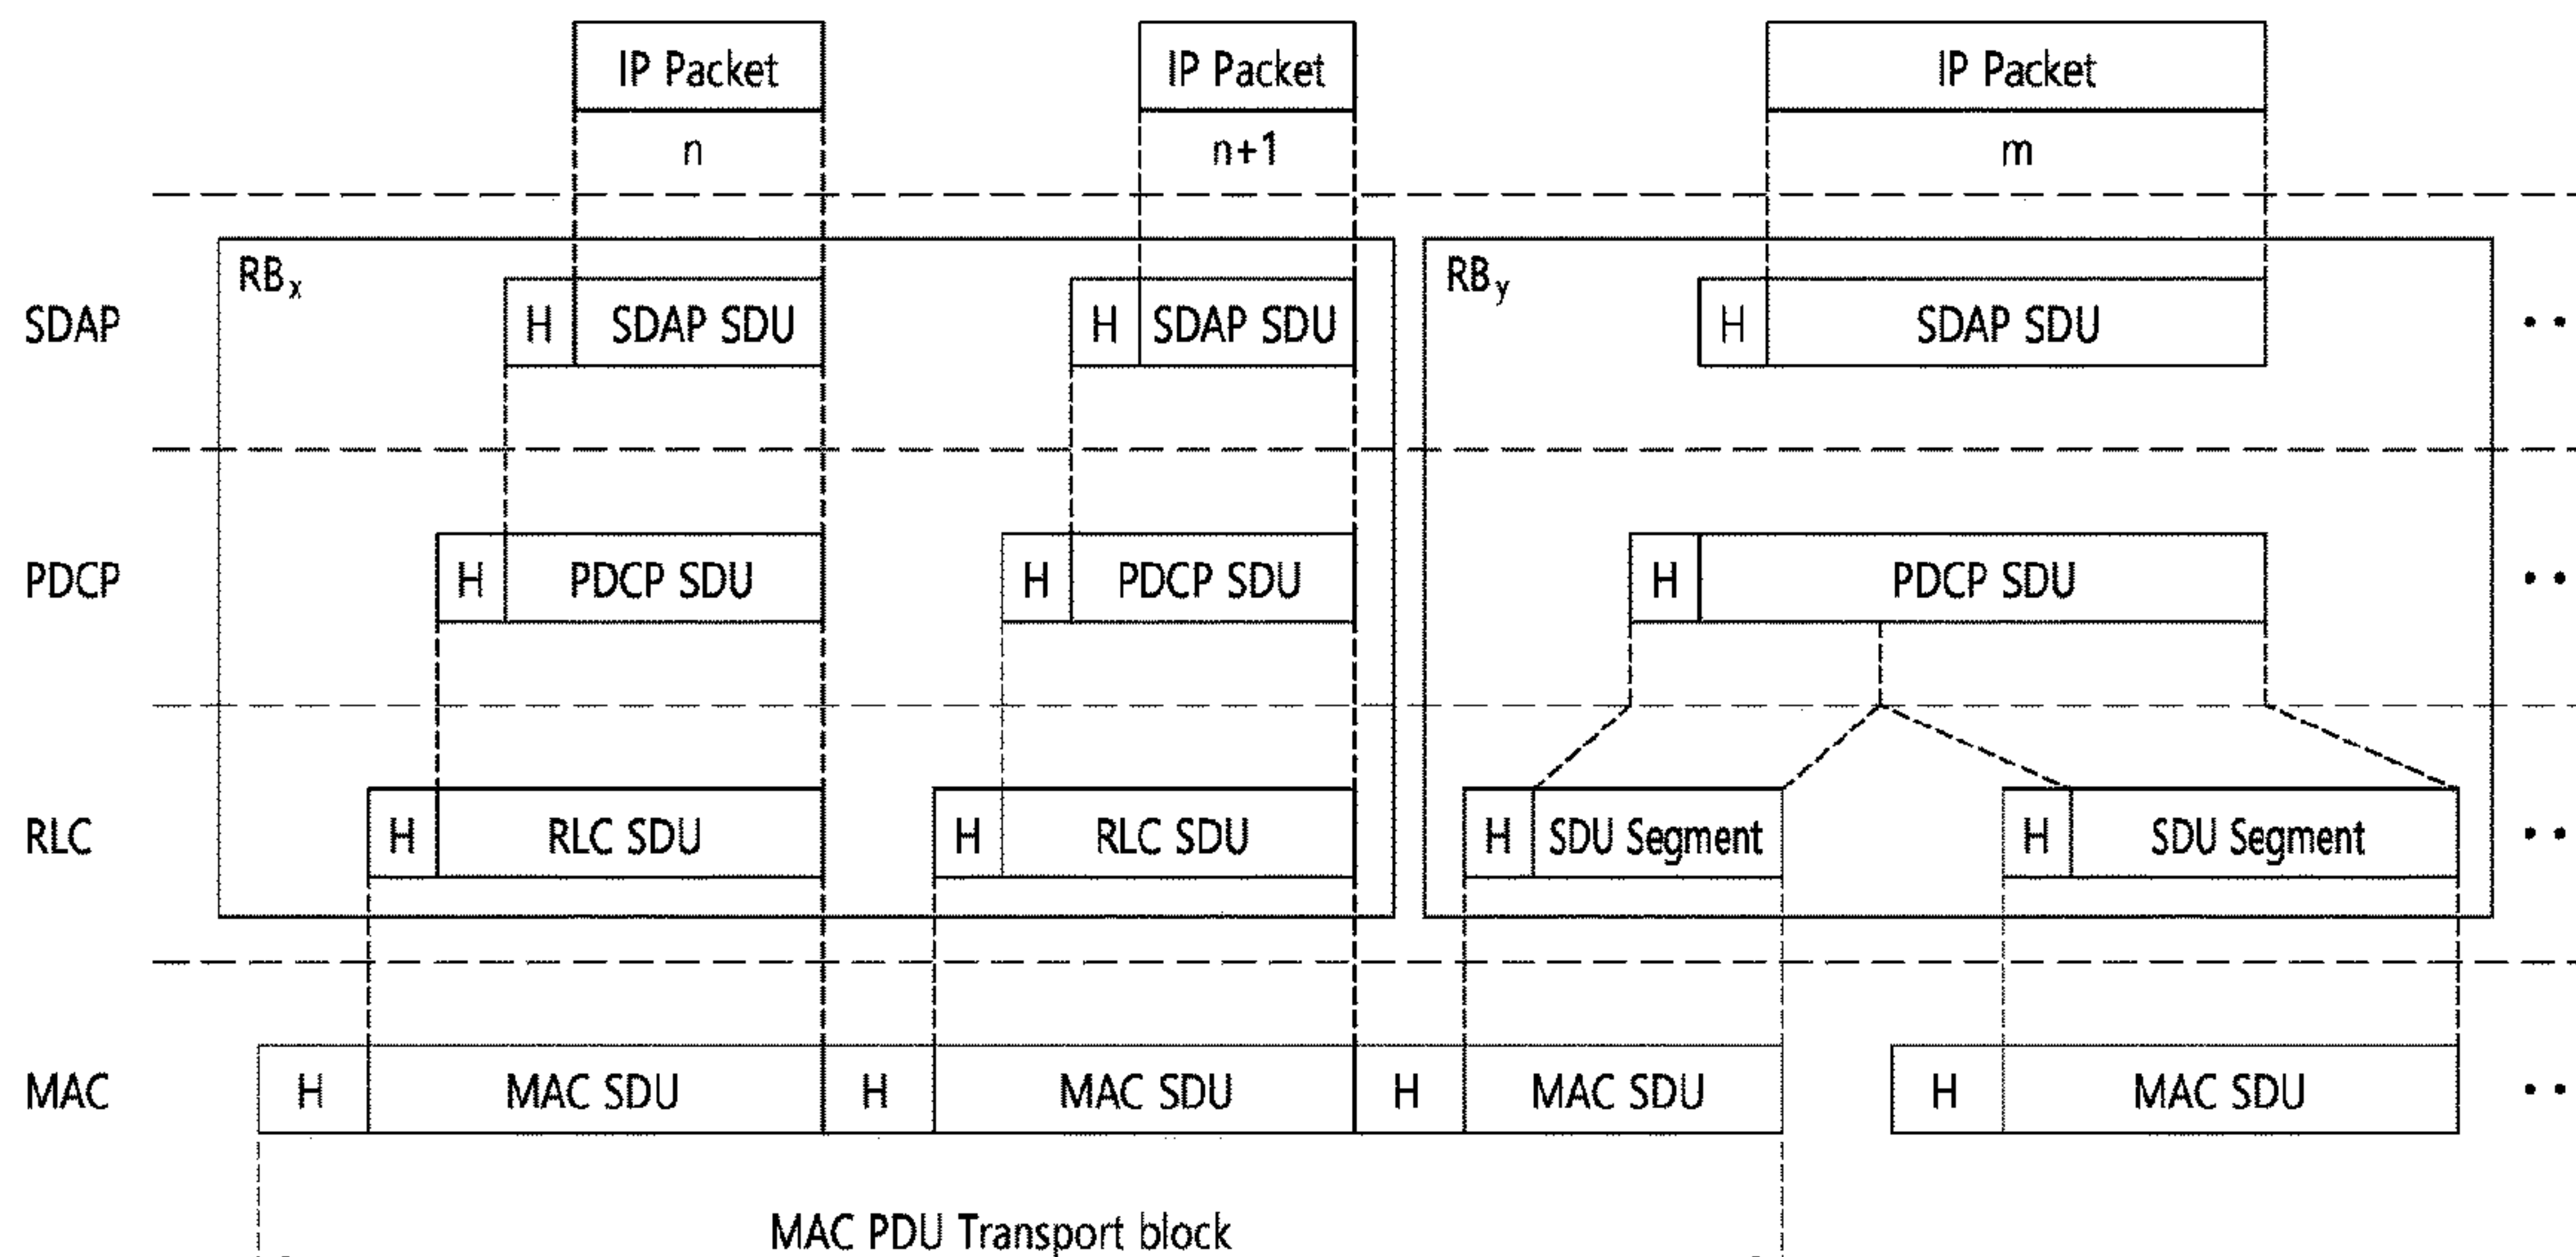 IP Packet IP Packet IP Packet
n n+1 m
RBx RBy
SDAP H SDAP SDU H SDAP SDU H SDAP SDU ••
PDCP H PDCP SDU H PDCP SDU H PDCP SDU ••
RLC H RLC SDU H RLC SDU H SDU Segment H SDU Segment ••
MAC H MAC SDU H MAC SDU H MAC SDU H MAC SDU ••
MAC PDU Transport block